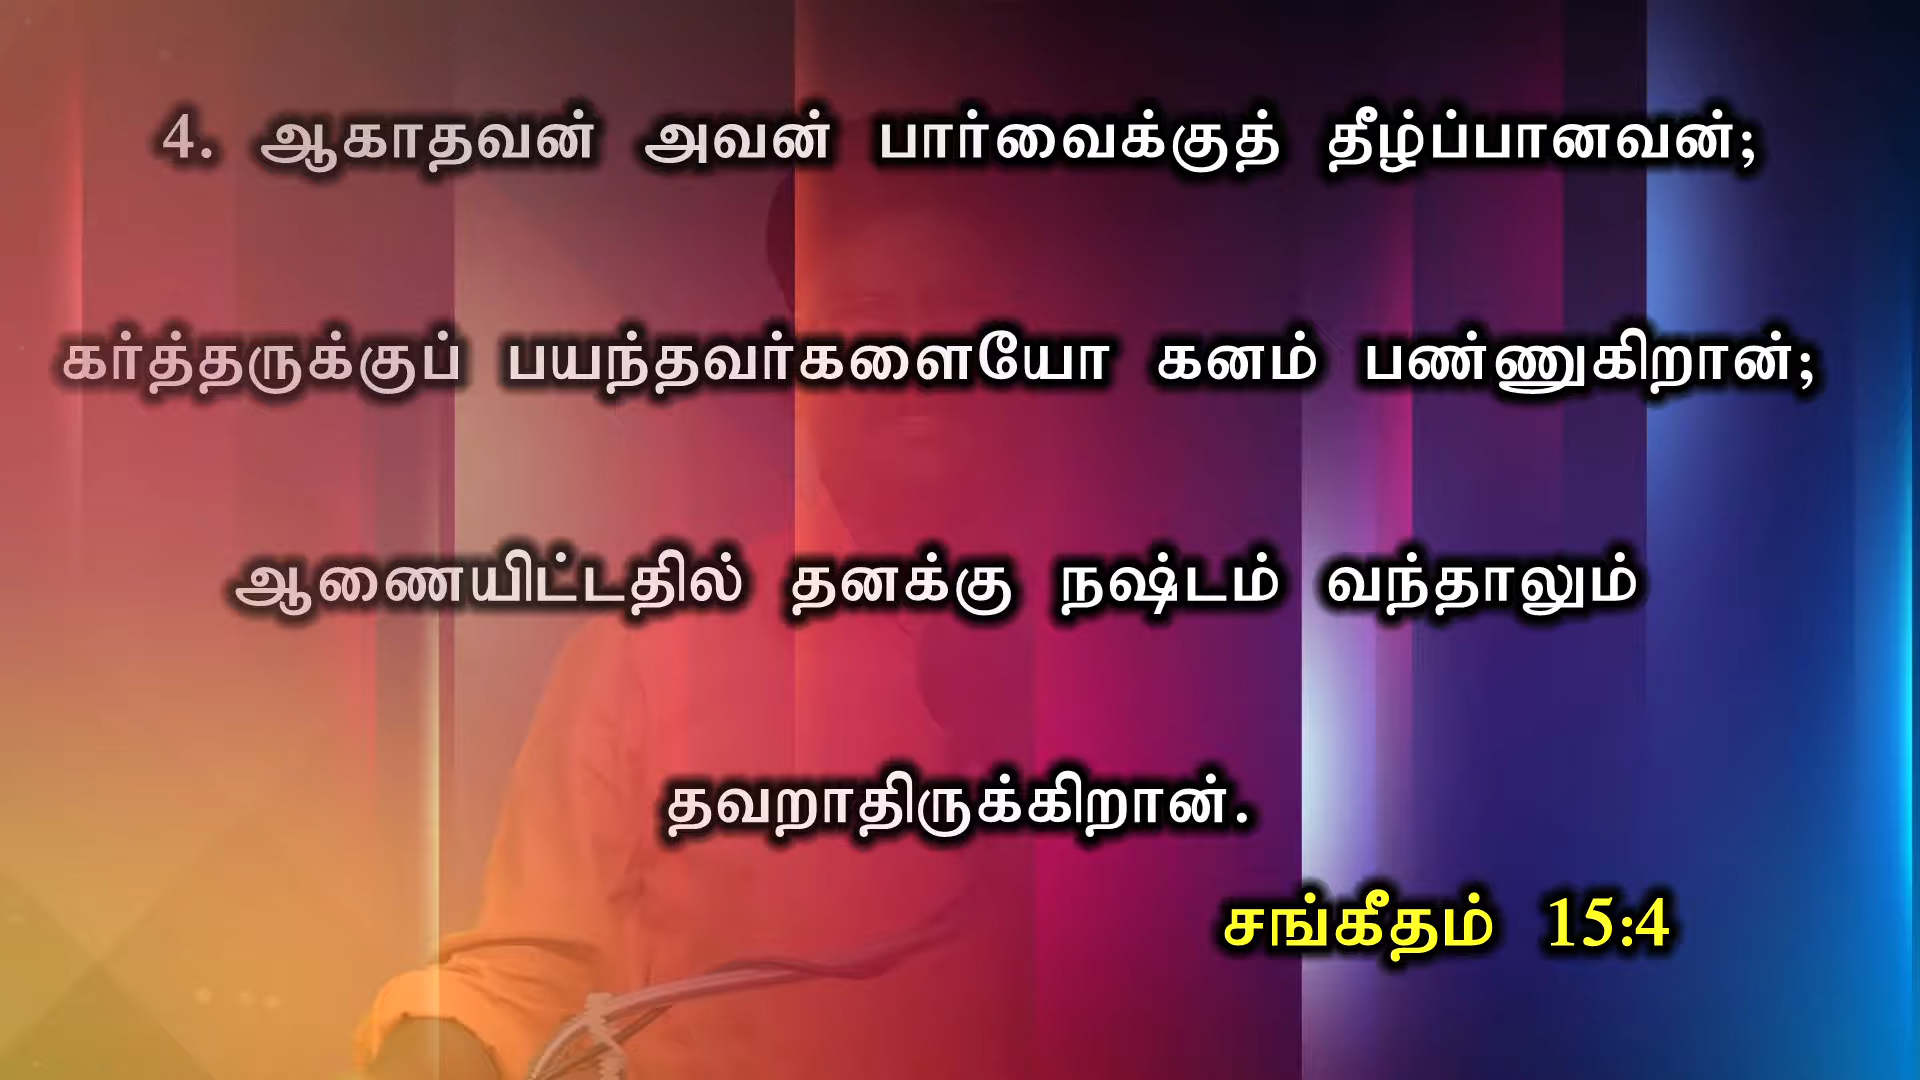 4. ஆகாதவன் அவன் பார்வைக்குத் தீழ்ப்பானவன்;
கர்த்தருக்குப் பயந்தவர்களையோ கனம் பண்ணுகிறான்;
ஆணையிட்டதில் தனக்கு நஷ்டம் வந்தாலும்
தவறாதிருக்கிறான்.
சங்கீதம் 15:4